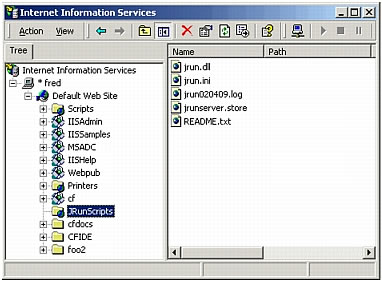 Internet Information Services
Action View
Tree
Name Path
Internet Information Services
* fred
Default Web Site
Scripts
IISAdmin
IISSamples
MSADC
IISHelp
Webpub
Printers
cf
JRunScripts
cfdocs
CFIDE
foo2
jrun.dll
jrun.ini
jrun020409.log
jrunserver.store
README.txt